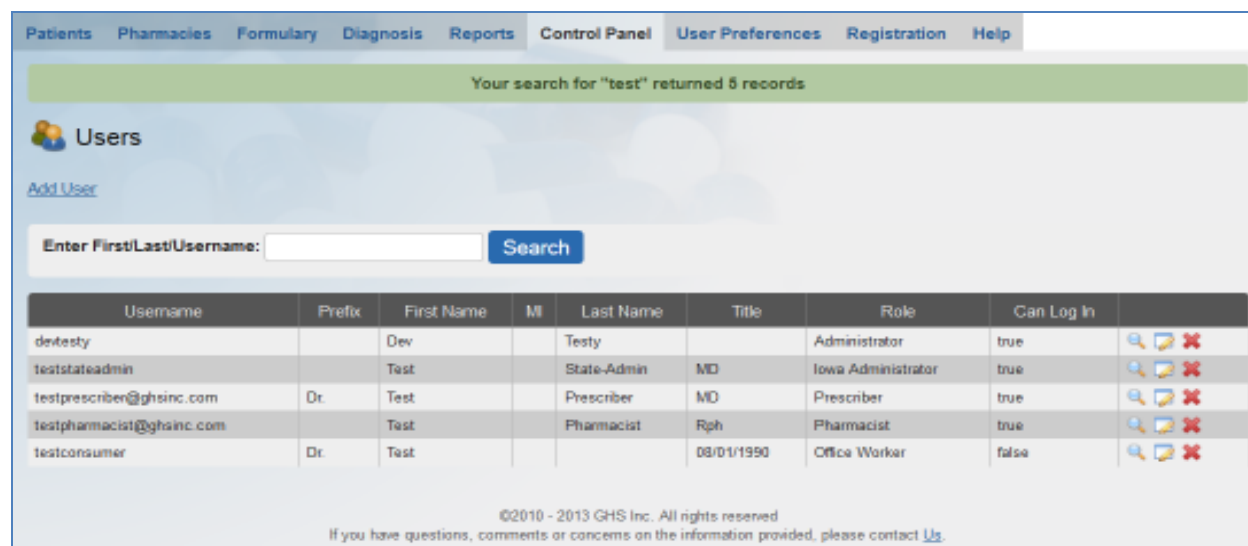 Patients Pharmacies Formulary Diagnosis Reports Control Panel User Preferences Registration Help
Your search for "test" returned 5 records
Users
Add User
Enter First/Last/Username: Search
Username Prefix First Name MI Last Name Title Role Can Log In
devtesty Dev Testy Administrator true
teststateadmin Test State-Admin MD Iowa Administrator true
testprescriber@ghsinc.com Dr. Test Prescriber MD Prescriber true
testpharmacist@ghsinc.com Test Pharmacist Rph Pharmacist true
testconsumer Dr. Test 08/01/1990 Office Worker false
©2010 - 2013 GHS Inc. All rights reserved
If you have questions, comments or concerns on the information provided, please contact Us.